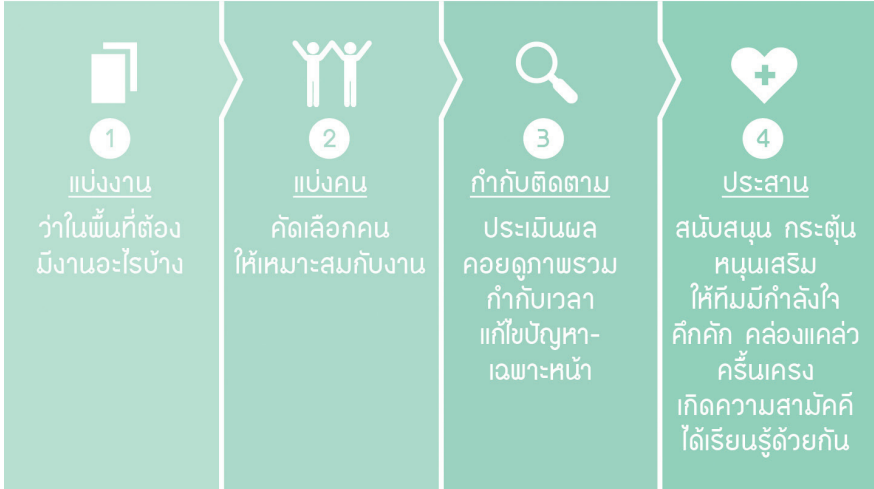 1
แบ่งงาน
ว่าในพื้นที่ต้อง
มีงานอะไรบ้าง
2
แบ่งคน
คัดเลือกคน
ให้เหมาะสมกับงาน
3
กำกับติดตาม
ประเมินผล
คอยดูภาพรวม
กำกับเวลา
แก้ไขปัญหา-
เฉพาะหน้า
4
ประสาน
สนับสนุน กระตุ้น
หนุนเสริม
ให้ทีมมีกำลังใจ
คึกคัก คล่องแคล่ว
ครื้นเครง
เกิดความสามัคคี
ได้เรียนรู้ด้วยกัน